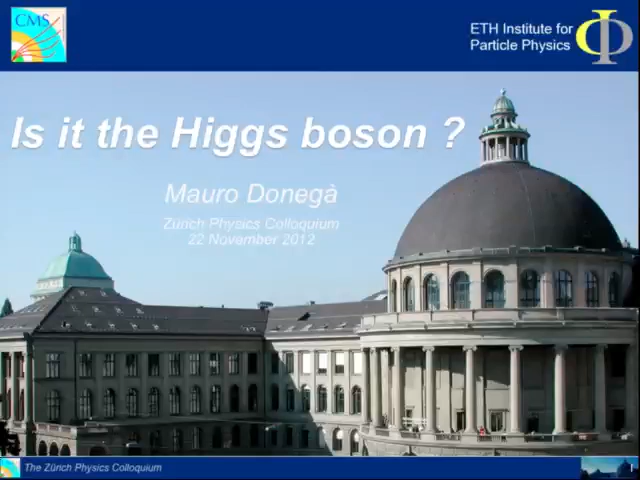 CMS
ETH Institute for
Particle Physics
Is it the Higgs boson ?
Mauro Donegà
Zürich Physics Colloquium
22 November 2012
The Zürich Physics Colloquium